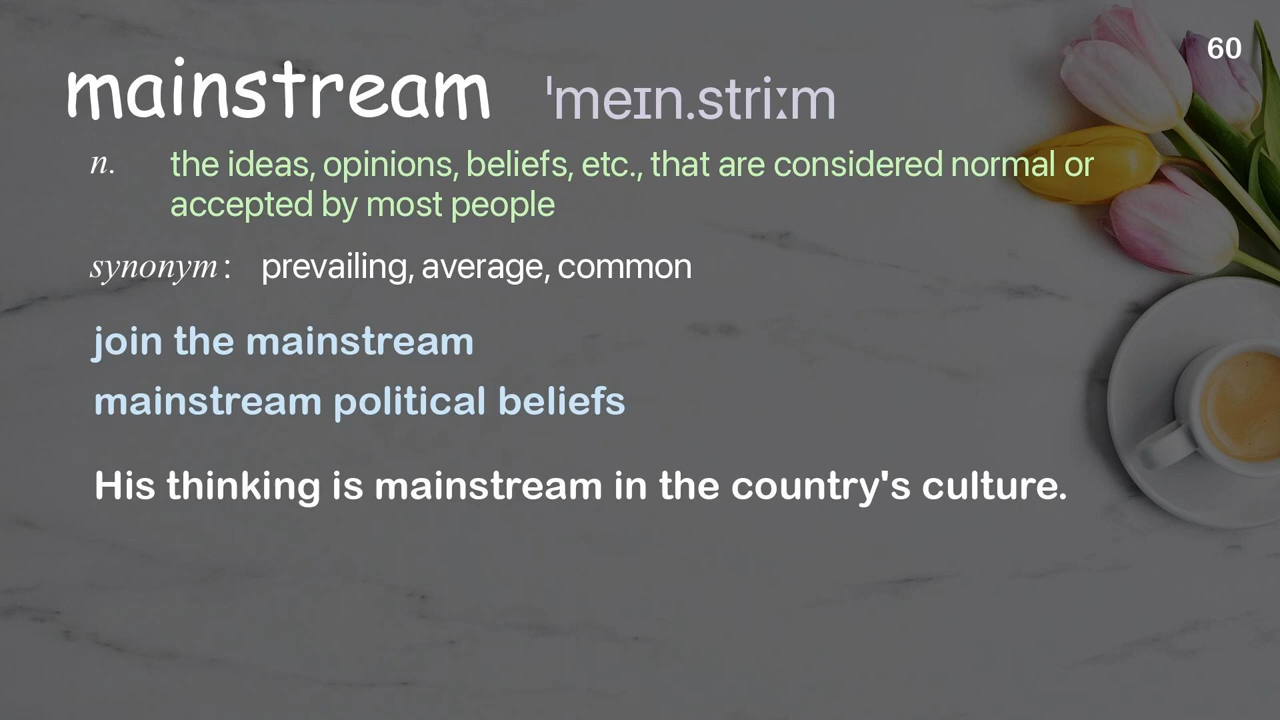 60
mainstream ˈmeɪn.striːm
n. the ideas, opinions, beliefs, etc., that are considered normal or
accepted by most people
synonym: prevailing, average, common
join the mainstream
mainstream political beliefs
His thinking is mainstream in the country's culture.